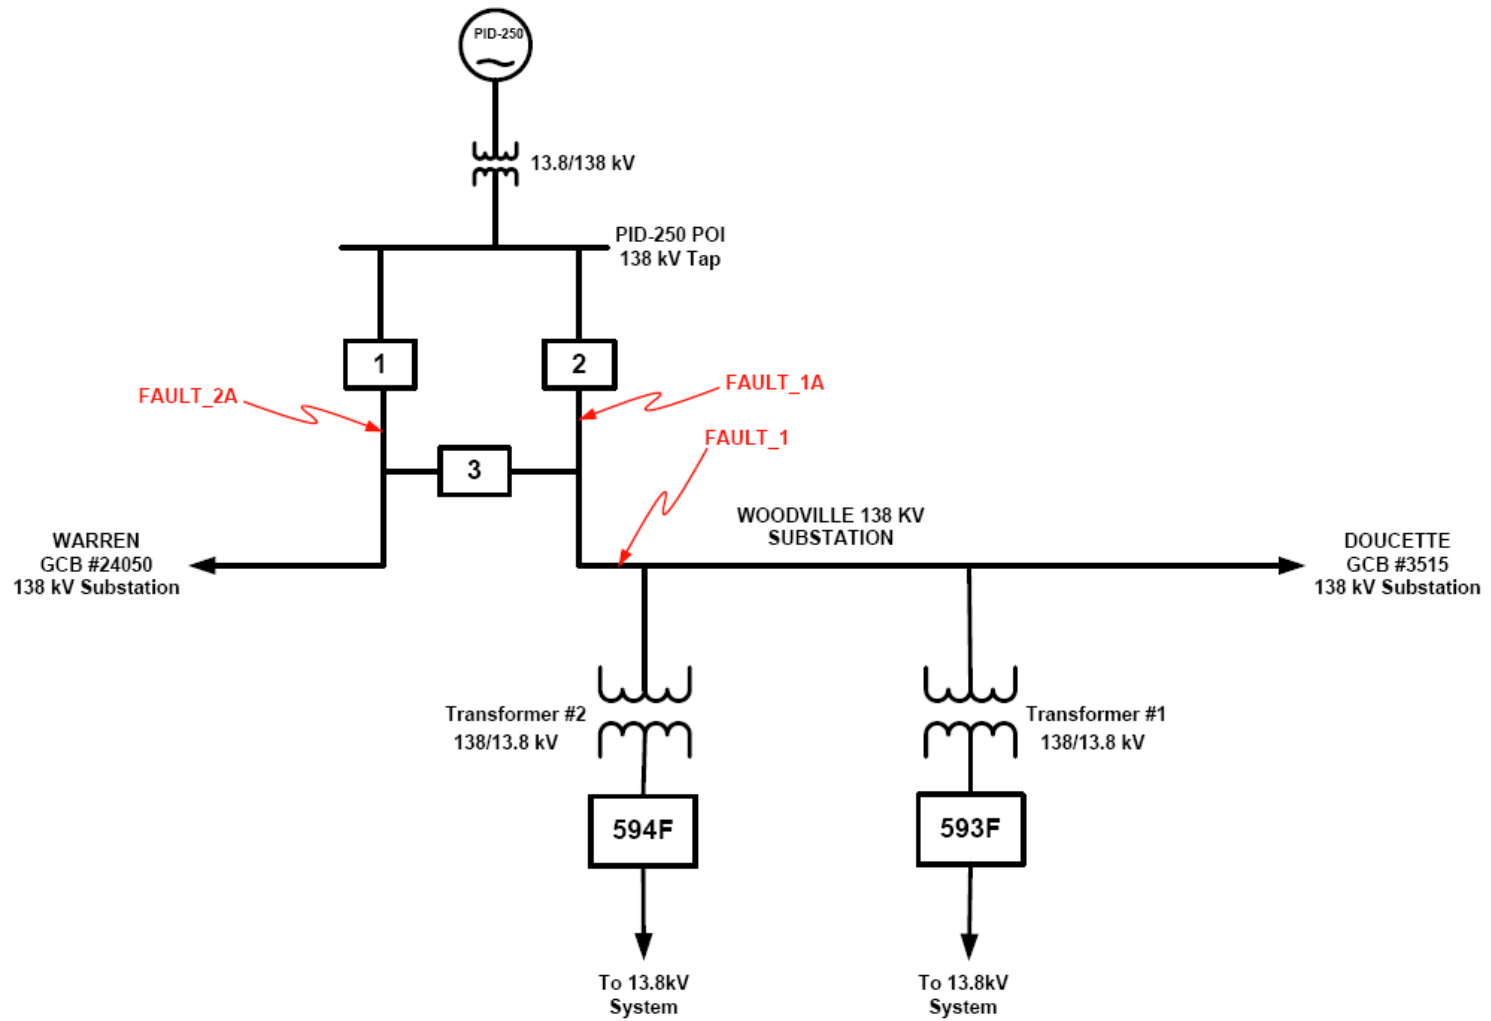 PID-250
13.8/138 kV
PID-250 POI
138 kV Tap
1
2
FAULT_2A
FAULT_1A
FAULT_1
3
WOODVILLE 138 KV
SUBSTATION
WARREN
GCB #24050
138 kV Substation
DOUCETTE
GCB #3515
138 kV Substation
Transformer #2
138/13.8 kV
Transformer #1
138/13.8 kV
594F
593F
To 13.8kV
System
To 13.8kV
System